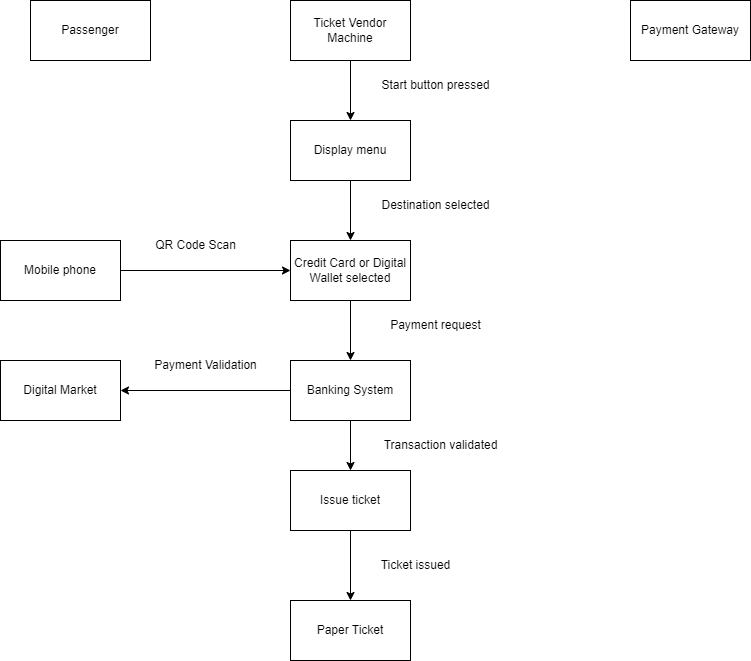 Passenger
Ticket Vendor
Machine
Payment Gateway
Start button pressed
Display menu
Destination selected
QR Code Scan
Mobile phone
Credit Card or Digital
Wallet selected
Payment request
Payment Validation
Digital Market
Banking System
Transaction validated
Issue ticket
Ticket issued
Paper Ticket